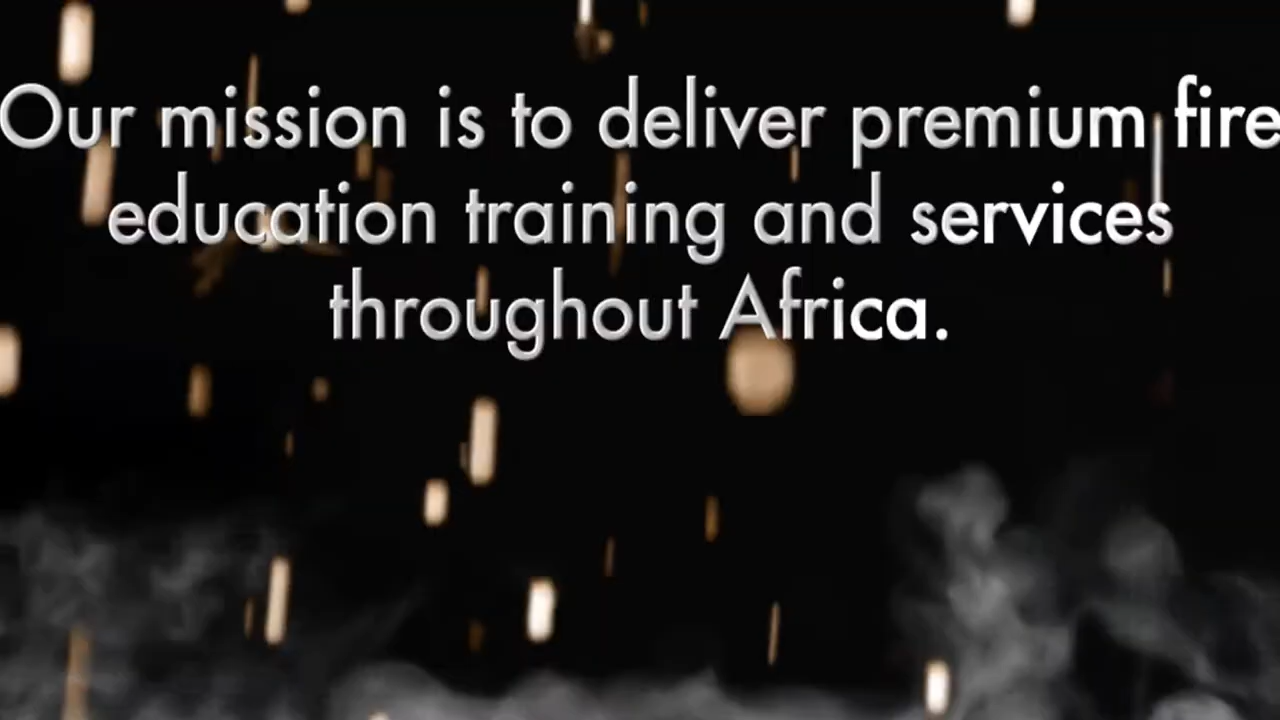 Our mission is to deliver premium fire
education training and services
throughout Africa.